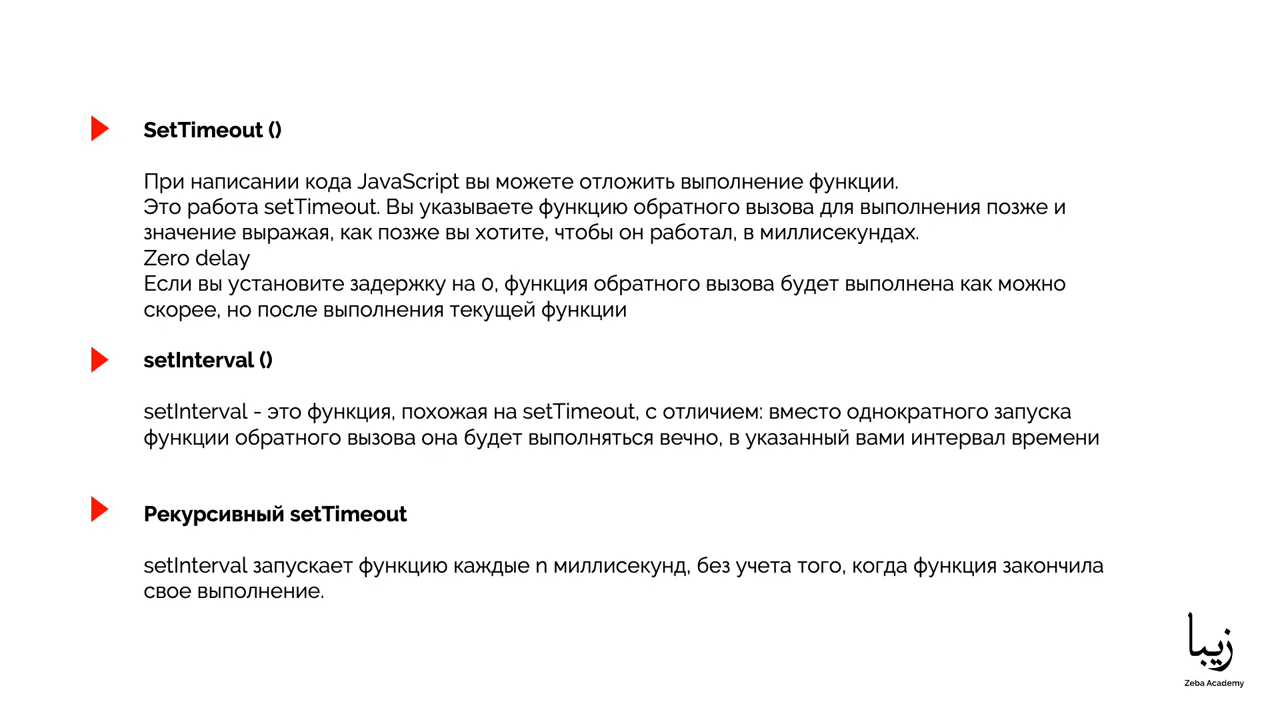 SetTimeout ()
При написании кода JavaScript вы можете отложить выполнение функции.
Это работа setTimeout. Вы указываете функцию обратного вызова для выполнения позже и
значение выражая, как позже вы хотите, чтобы он работал, в миллисекундах.
Zero delay
Если вы установите задержку на 0, функция обратного вызова будет выполнена как можно
скорее, но после выполнения текущей функции
setInterval ()
setInterval - это функция, похожая на setTimeout, с отличием: вместо однократного запуска
функции обратного вызова она будет выполняться вечно, в указанный вами интервал времени
Рекурсивный setTimeout
setInterval запускает функцию каждые n миллисекунд, без учета того, когда функция закончила
свое выполнение.
زیبا
Zeba Academy